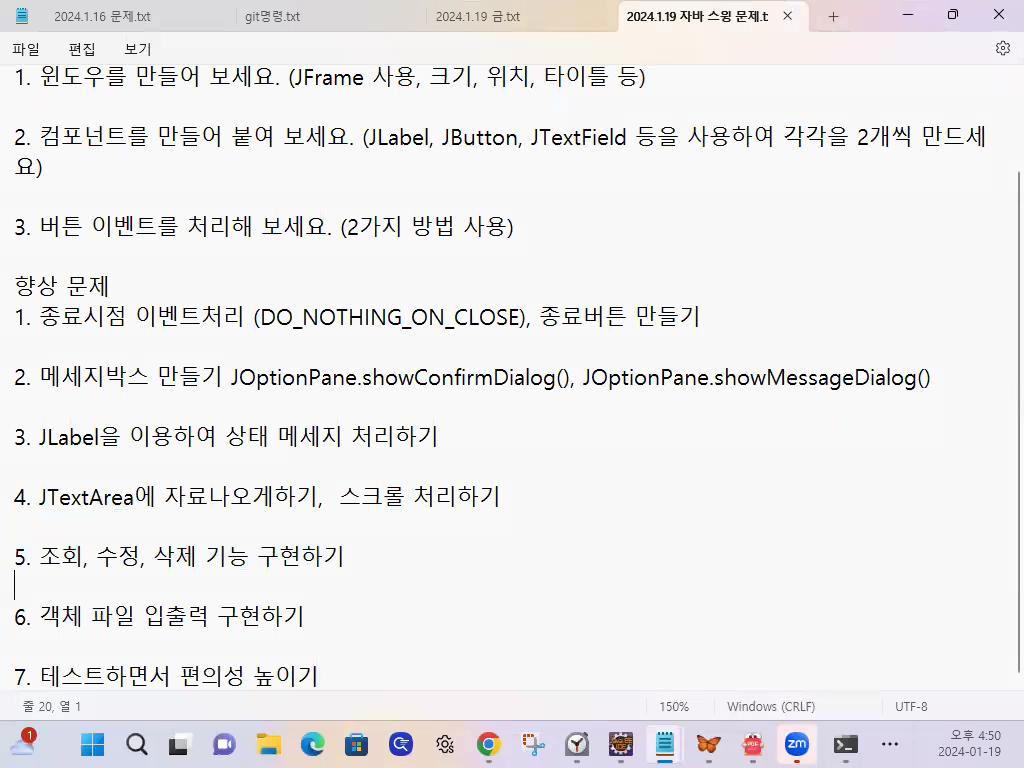 2024.1.16 문제.txt
git명령.txt
2024.1.19 금.txt
2024.1.19 자바 스윙 문제.t
파일 편집 보기
1. 윈도우를 만들어 보세요. (JFrame 사용, 크기, 위치, 타이틀 등)
2. 컴포넌트를 만들어 붙여 보세요. (JLabel, JButton, JTextField 등을 사용하여 각각을 2개씩 만드세
요)
3. 버튼 이벤트를 처리해 보세요. (2가지 방법 사용)
향상 문제
1. 종료시점 이벤트처리 (DO_NOTHING_ON_CLOSE), 종료버튼 만들기
2. 메세지박스 만들기 JOptionPane.showConfirmDialog(), JOptionPane.showMessageDialog()
3. JLabel을 이용하여 상태 메세지 처리하기
4. JTextArea에 자료나오게하기,  스크롤 처리하기
5. 조회, 수정, 삭제 기능 구현하기
6. 객체 파일 입출력 구현하기
7. 테스트하면서 편의성 높이기
줄 20, 열 1
150%
Windows (CRLF)
UTF-8
1
zm
오후 4:50
2024-01-19